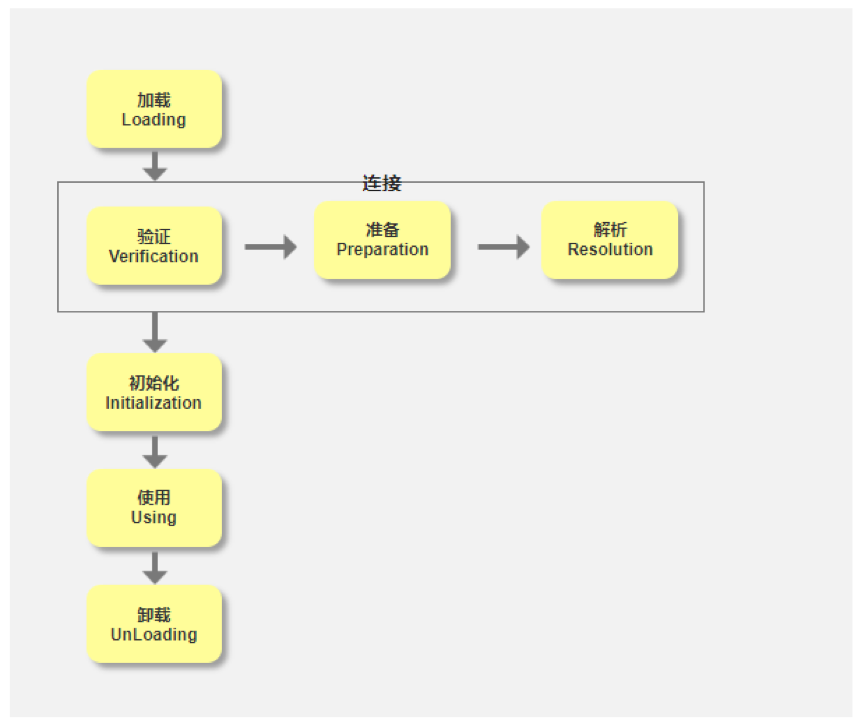 加载
Loading
连接
验证
Verification
准备
Preparation
解析
Resolution
初始化
Initialization
使用
Using
卸载
UnLoading